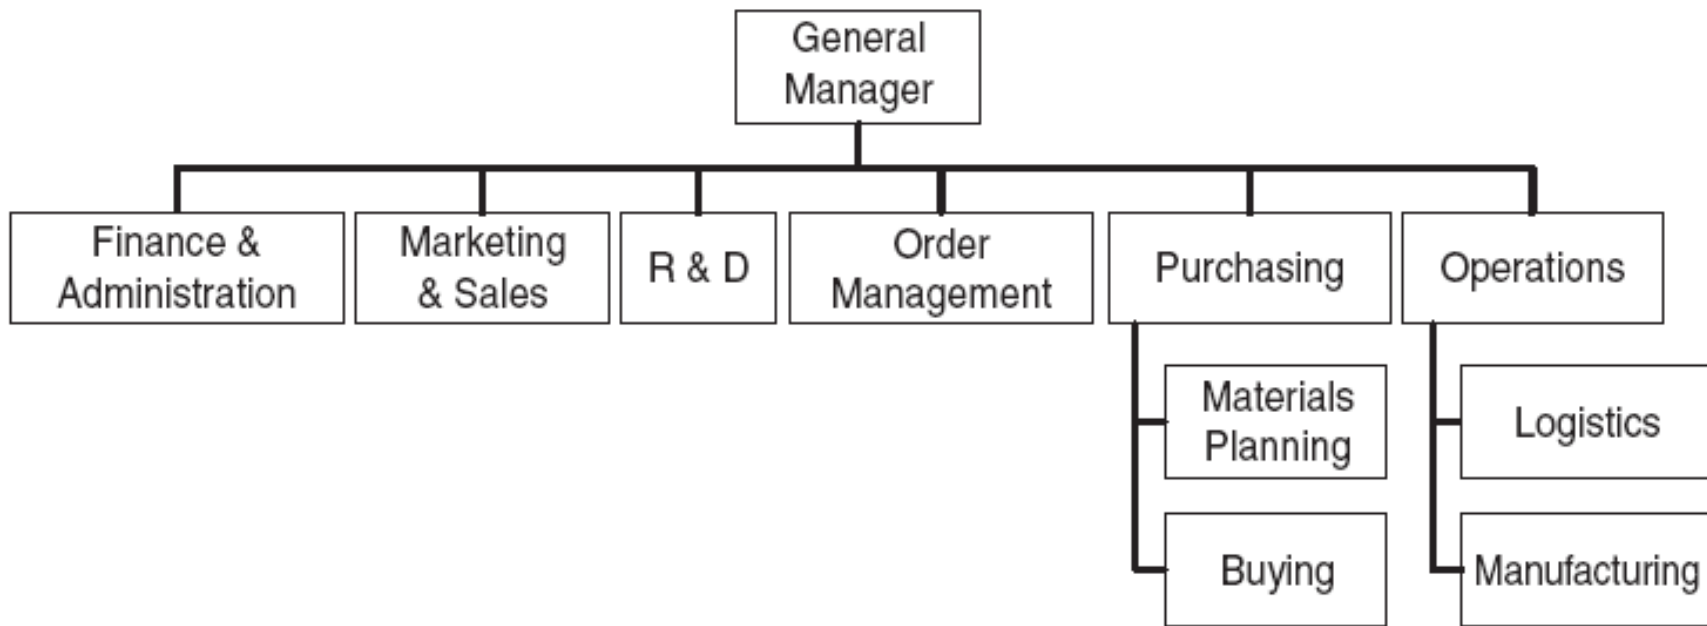 General
Manager
Finance &
Administration
Marketing
& Sales
R & D
Order
Management
Purchasing
Operations
Materials
Planning
Logistics
Buying
Manufacturing